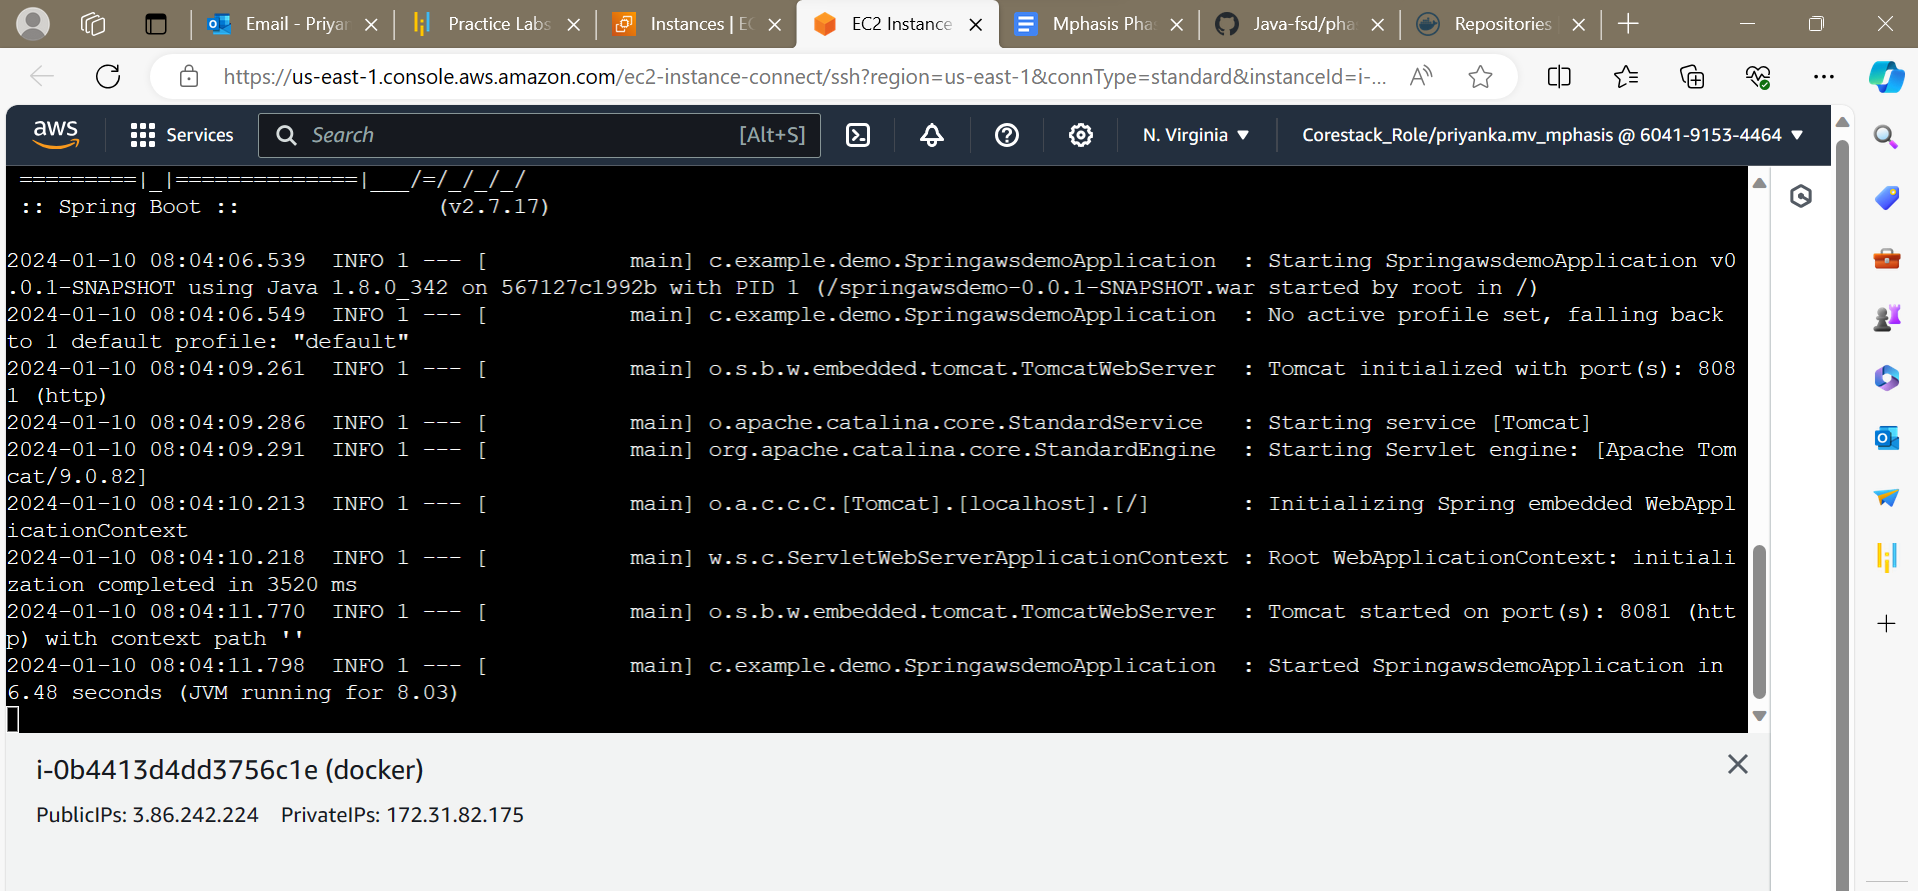 Email - Priyan
Practice Labs
Instances | EC
EC2 Instance
Mphasis Pha
Java-fsd/pha
Repositories
https://us-east-1.console.aws.amazon.com/ec2-instance-connect/ssh?region=us-east-1&connType=standard&instanceId=i-...
aws
Services
Search
[Alt+S]
N. Virginia
Corestack_Role/priyanka.mv_mphasis @ 6041-9153-4464
=========|_|==============|___/=/_/_/_/
:: Spring Boot ::                (v2.7.17)
2024-01-10 08:04:06.539  INFO 1 --- [           main] c.example.demo.SpringawsdemoApplication  : Starting SpringawsdemoApplication v0
.0.1-SNAPSHOT using Java 1.8.0_342 on 567127c1992b with PID 1 (/springawsdemo-0.0.1-SNAPSHOT.war started by root in /)
2024-01-10 08:04:06.549  INFO 1 --- [           main] c.example.demo.SpringawsdemoApplication  : No active profile set, falling back
to 1 default profile: "default"
2024-01-10 08:04:09.261  INFO 1 --- [           main] o.s.b.w.embedded.tomcat.TomcatWebServer  : Tomcat initialized with port(s): 808
1 (http)
2024-01-10 08:04:09.286  INFO 1 --- [           main] o.apache.catalina.core.StandardService   : Starting service [Tomcat]
2024-01-10 08:04:09.291  INFO 1 --- [           main] org.apache.catalina.core.StandardEngine  : Starting Servlet engine: [Apache Tom
cat/9.0.82]
2024-01-10 08:04:10.213  INFO 1 --- [           main] o.a.c.c.C.[Tomcat].[localhost].[/]       : Initializing Spring embedded WebAppl
icationContext
2024-01-10 08:04:10.218  INFO 1 --- [           main] w.s.c.ServletWebServerApplicationContext : Root WebApplicationContext: initiali
zation completed in 3520 ms
2024-01-10 08:04:11.770  INFO 1 --- [           main] o.s.b.w.embedded.tomcat.TomcatWebServer  : Tomcat started on port(s): 8081 (htt
p) with context path ''
2024-01-10 08:04:11.798  INFO 1 --- [           main] c.example.demo.SpringawsdemoApplication  : Started SpringawsdemoApplication in
6.48 seconds (JVM running for 8.03)
i-0b4413d4dd3756c1e (docker)
PublicIPs: 3.86.242.224    PrivateIPs: 172.31.82.175